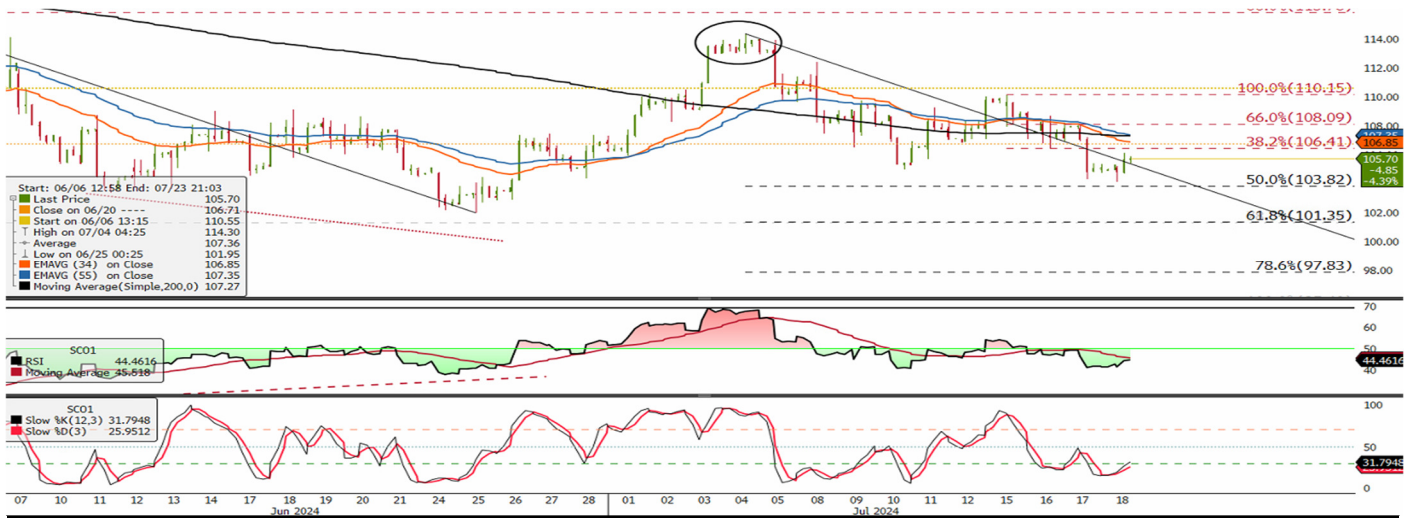 114.00
112.00
100.0%(110.15)
110.00
66.0%(108.09)
108.00
107.35
38.2%(106.41)
106.85
105.70
-4.85
-4.39%
50.0%(103.82)
61.8%(101.35)
102.00
100.00
78.6%(97.83)
98.00
Start: 06/06 12:58 End: 07/23 21:03
Last Price 105.70
Close on 06/20 ---- 106.71
Start on 06/06 13:15 110.55
High on 07/04 04:25 114.30
Average 107.36
Low on 06/25 00:25 101.95
EMAVG (34) on Close 106.85
EMAVG (55) on Close 107.35
Moving Average(Simple,200,0) 107.27
70
60
50
40
SCO1
RSI 44.4616
Moving Average 45.518
44.4616
SCO1
Slow %K(12,3) 31.7948
Slow %D(3) 25.9512
100
50
31.7948
0
07 10 11 12 13 14 17 18 19 20 21 24 25 26 27 28 01 02 03 04 05 08 09 10 11 12 15 16 17 18
Jun 2024 Jul 2024